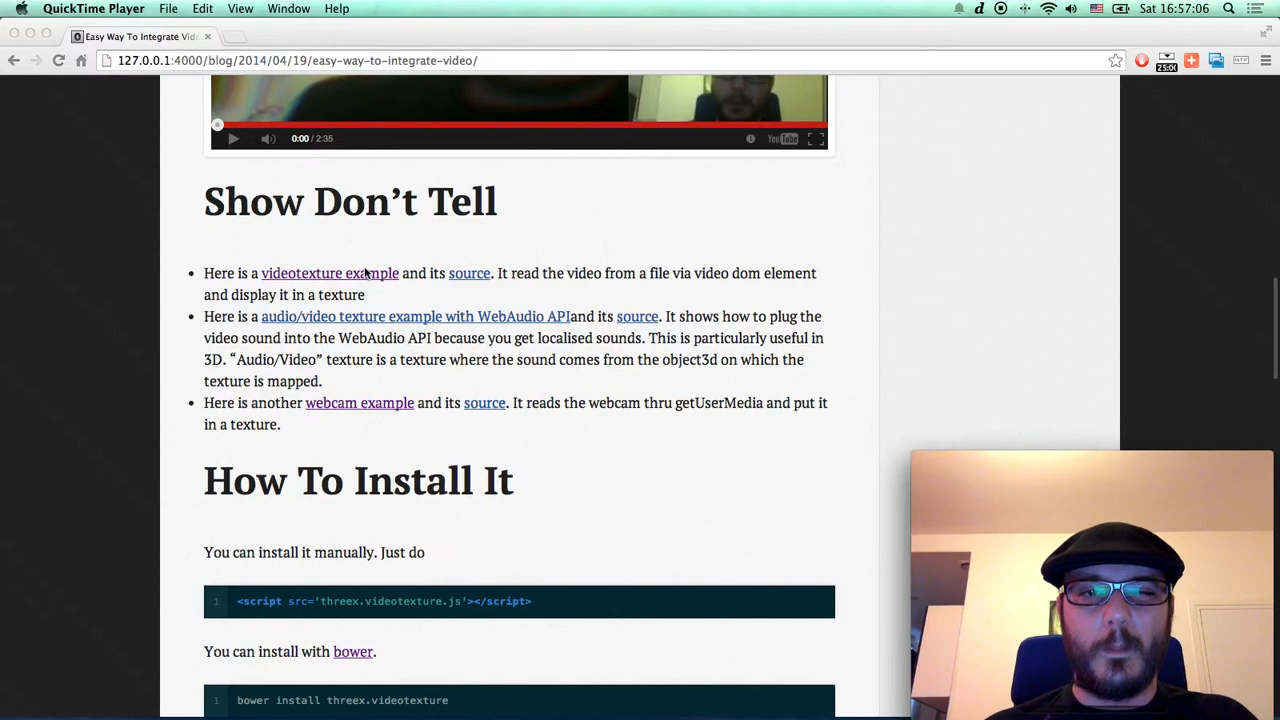 QuickTime Player File Edit View Window Help Sat 16:57:06
Easy Way To Integrate Vid
127.0.0.1:4000/blog/2014/04/19/easy-way-to-integrate-video/
25:00
0:00 / 2:35 YouTube
Show Don’t Tell
Here is a videotexture example and its source. It read the video from a file via video dom element
and display it in a texture
Here is a audio/video texture example with WebAudio APIand its source. It shows how to plug the
video sound into the WebAudio API because you get localised sounds. This is particularly useful in
3D. “Audio/Video” texture is a texture where the sound comes from the object3d on which the
texture is mapped.
Here is another webcam example and its source. It reads the webcam thru getUserMedia and put it
in a texture.
How To Install It
You can install it manually. Just do
1 <script src='threex.videotexture.js'></script>
You can install with bower.
1 bower install threex.videotexture